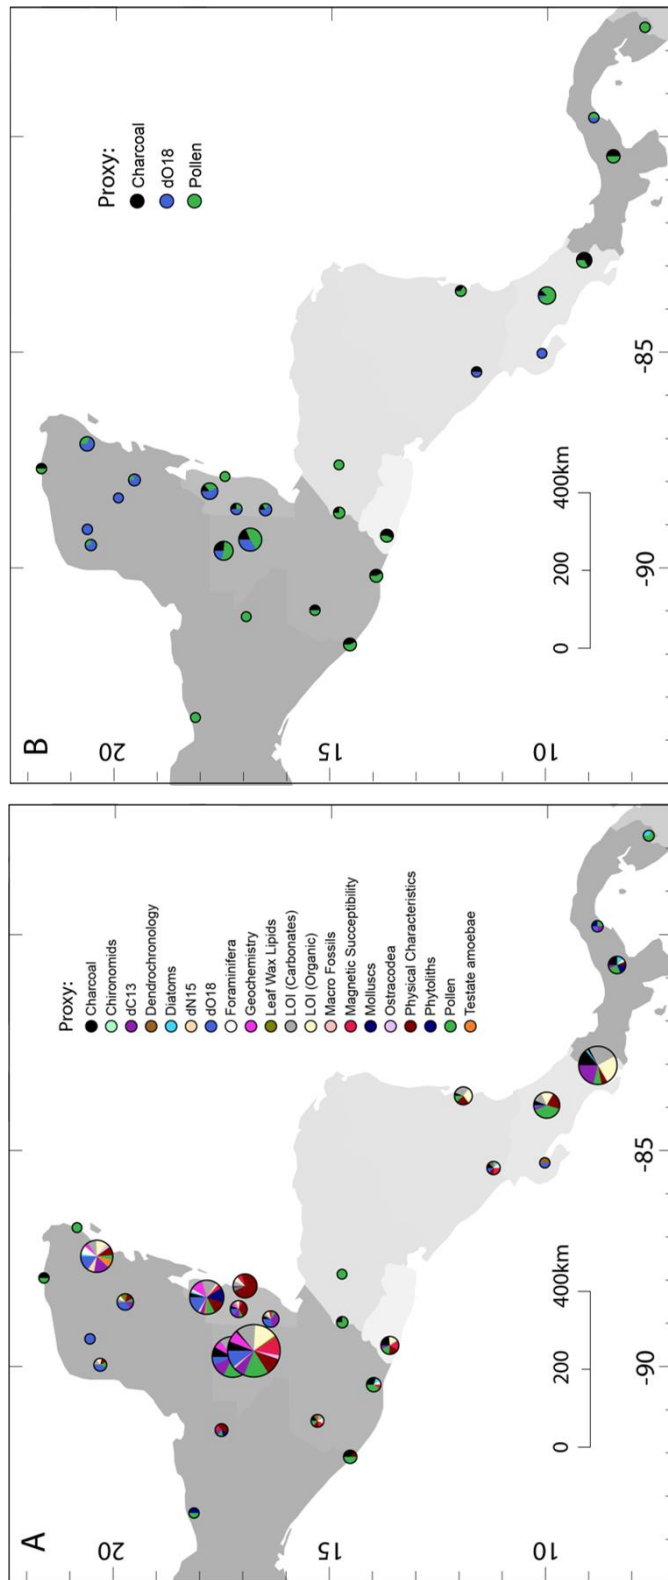 A
20
15
10
-90
-85
0
200
400km
Proxy:
Charcoal
Chironomids
dC13
Dendrochronology
Diatoms
dN15
dO18
Foraminifera
Geochemistry
Leaf Wax Lipids
LOI (Carbonates)
LOI (Organic)
Macro Fossils
Magnetic Succeptibility
Molluscs
Ostracodea
Physical Characteristics
Phytoliths
Pollen
Testate amoebae
B
20
15
10
-90
-85
0
200
400km
Proxy:
Charcoal
dO18
Pollen